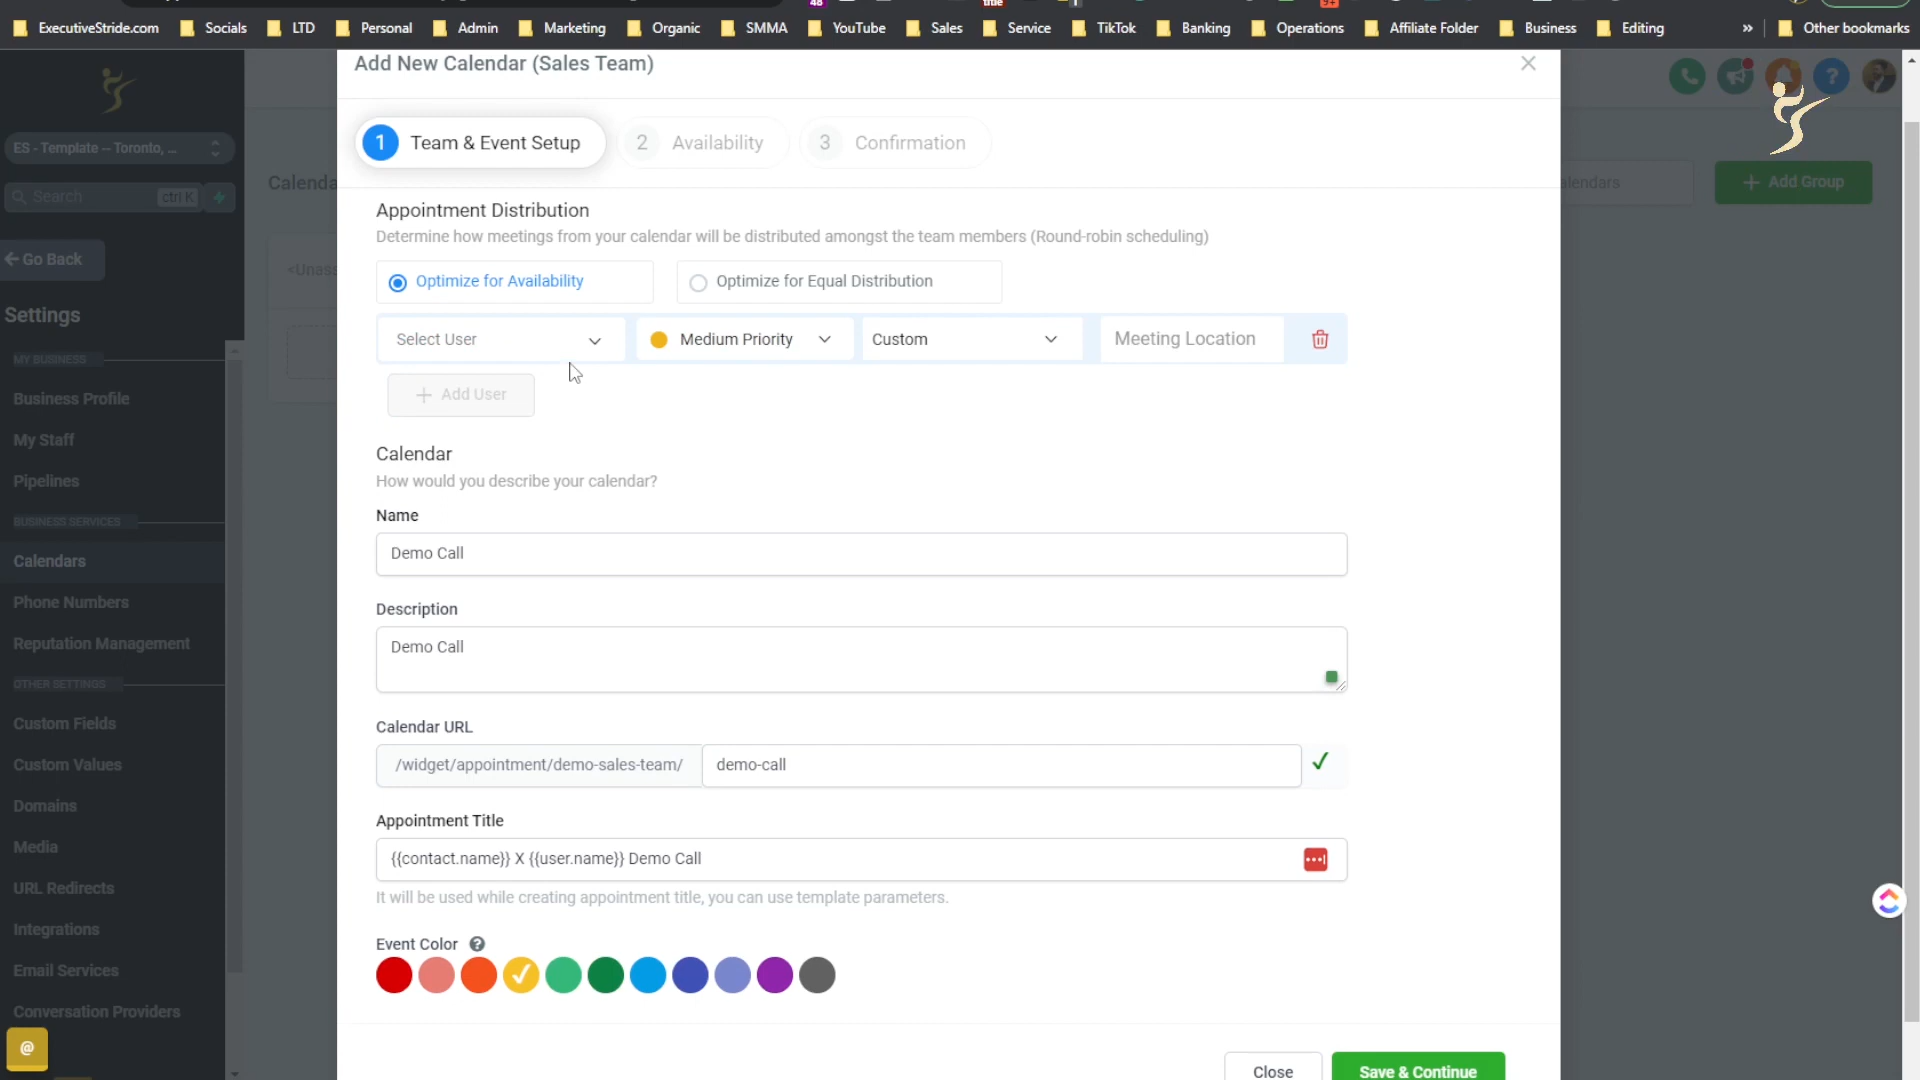 48
9+
ExecutiveStride.com Socials LTD Personal Admin Marketing Organic SMMA YouTube Sales Service TikTok Banking Operations Affiliate Folder Business Editing » Other bookmarks
Add New Calendar (Sales Team)
ES - Template -- Toronto, ...
1 Team & Event Setup 2 Availability 3 Confirmation
Calenda
+ Add Group
Search ctrl K
Appointment Distribution
Determine how meetings from your calendar will be distributed amongst the team members (Round-robin scheduling)
Go Back
<Unass
Optimize for Availability Optimize for Equal Distribution
Settings
Select User Medium Priority Custom Meeting Location
MY BUSINESS
+ Add User
Business Profile
My Staff
Calendar
How would you describe your calendar?
Pipelines
BUSINESS SERVICES
Name
Demo Call
Calendars
Phone Numbers
Description
Reputation Management
Demo Call
OTHER SETTINGS
Custom Fields
Calendar URL
Custom Values
/widget/appointment/demo-sales-team/ demo-call
Domains
Appointment Title
Media
{{contact.name}} X {{user.name}} Demo Call
URL Redirects
It will be used while creating appointment title, you can use template parameters.
Integrations
Event Color ?
Email Services
Conversation Providers
@
Close Save & Continue